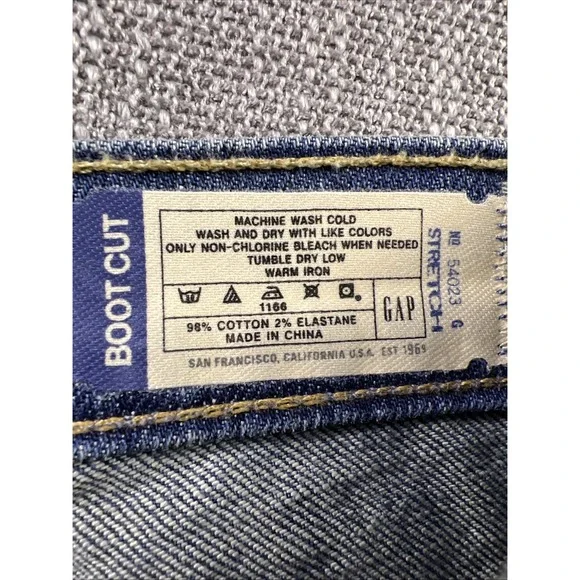 BOOT CUT
MACHINE WASH COLD
WASH AND DRY WITH LIKE COLORS
ONLY NON-CHLORINE BLEACH WHEN NEEDED
TUMBLE DRY LOW
WARM IRON
1166
98% COTTON 2% ELASTANE
MADE IN CHINA
GAP
SAN FRANCISCO, CALIFORNIA U.S.A. EST 1969
№ 54023 G
STRETCH